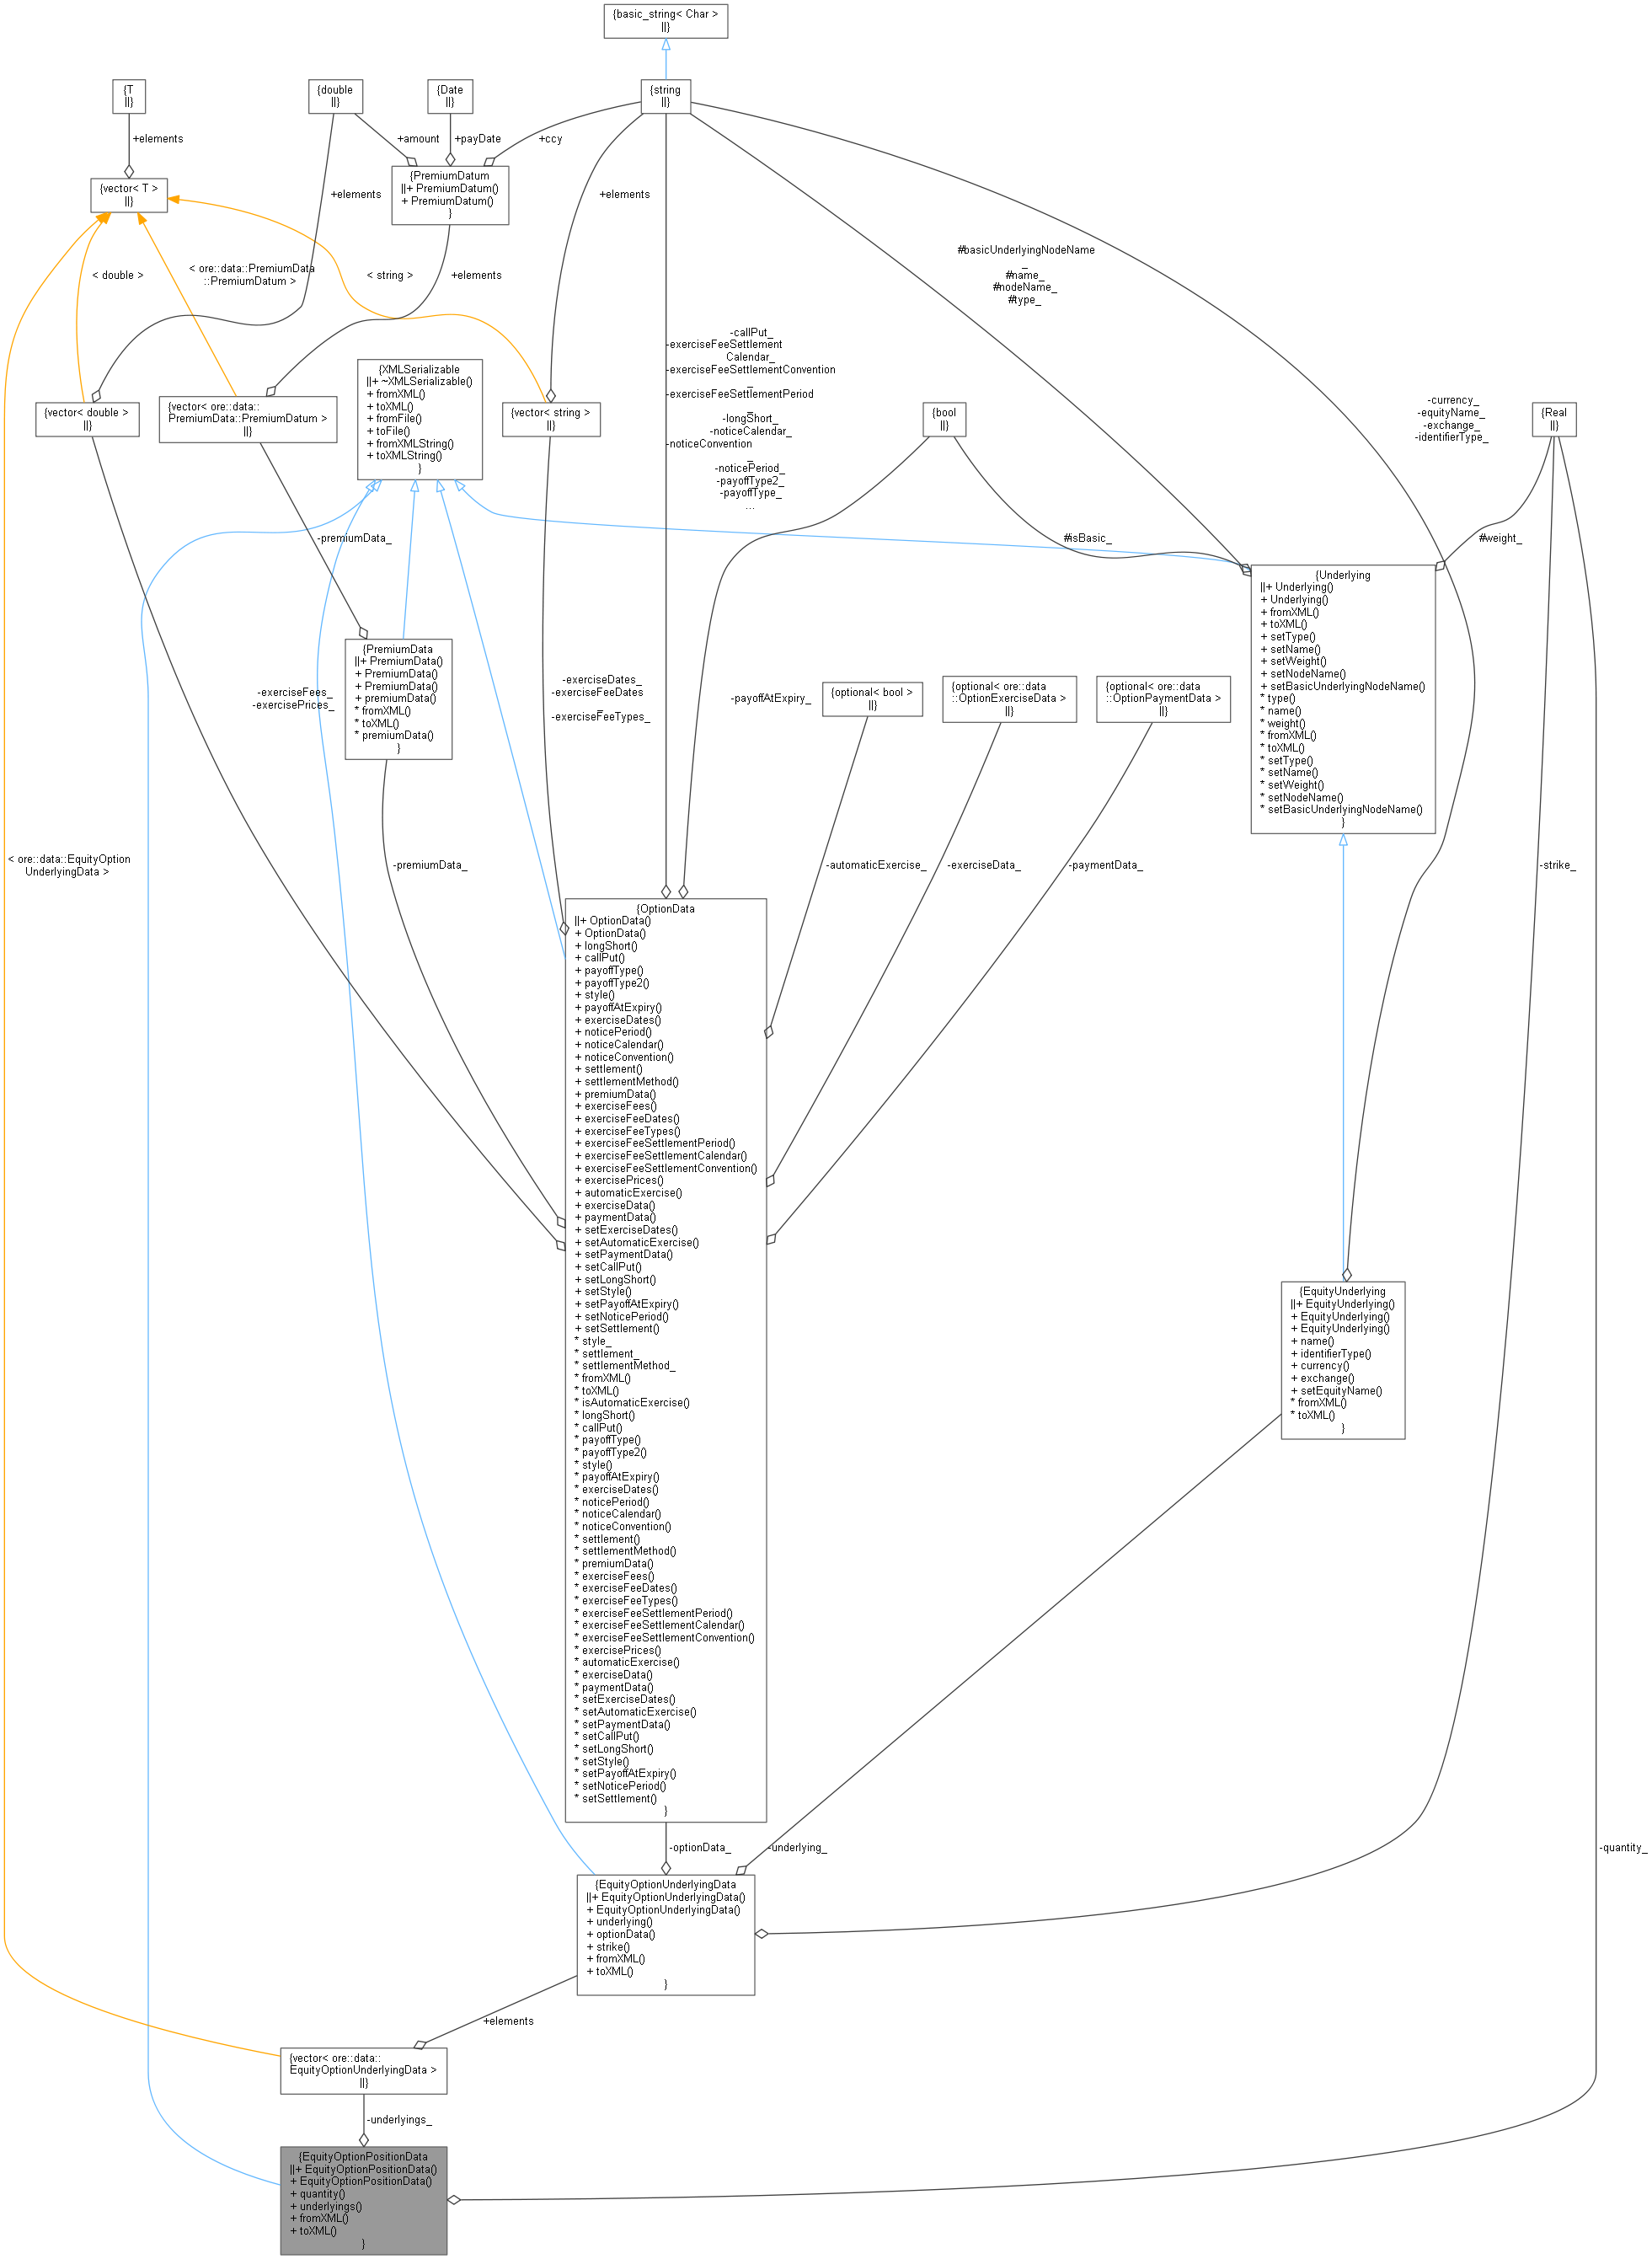 {basic_string< Char >
||}
{T
||}
{double
||}
{Date
||}
{string
||}
+elements
+amount
+payDate
+ccy
{vector< T >
||}
{PremiumDatum
||+ PremiumDatum()
+ PremiumDatum()
}
+elements
+elements
#basicUnderlyingNodeName
_
#name_
#nodeName_
#type_
< double >
< ore::data::PremiumData
::PremiumDatum >
< string >
+elements
-callPut_
-exerciseFeeSettlement
Calendar_
-exerciseFeeSettlementConvention
_
-exerciseFeeSettlementPeriod
_
-longShort_
-noticeCalendar_
-noticeConvention
_
-noticePeriod_
-payoffType2_
-payoffType_
...
{XMLSerializable
||+ ~XMLSerializable()
+ fromXML()
+ toXML()
+ fromFile()
+ toFile()
+ fromXMLString()
+ toXMLString()
}
{vector< double >
||}
{vector< ore::data::
PremiumData::PremiumDatum >
||}
{vector< string >
||}
{bool
||}
-currency_
-equityName_
-exchange_
-identifierType_
{Real
||}
-premiumData_
#isBasic_
#weight_
{Underlying
||+ Underlying()
+ Underlying()
+ fromXML()
+ toXML()
+ setType()
+ setName()
+ setWeight()
+ setNodeName()
+ setBasicUnderlyingNodeName()
* type()
* name()
* weight()
* fromXML()
* toXML()
* setType()
* setName()
* setWeight()
* setNodeName()
* setBasicUnderlyingNodeName()
}
{PremiumData
||+ PremiumData()
+ PremiumData()
+ PremiumData()
+ premiumData()
* fromXML()
* toXML()
* premiumData()
}
-exerciseFees_
-exercisePrices_
-exerciseDates_
-exerciseFeeDates
_
-exerciseFeeTypes_
-payoffAtExpiry_
{optional< bool >
||}
{optional< ore::data
::OptionExerciseData >
||}
{optional< ore::data
::OptionPaymentData >
||}
< ore::data::EquityOption
UnderlyingData >
-premiumData_
-automaticExercise_
-exerciseData_
-paymentData_
-strike_
{OptionData
||+ OptionData()
+ OptionData()
+ longShort()
+ callPut()
+ payoffType()
+ payoffType2()
+ style()
+ payoffAtExpiry()
+ exerciseDates()
+ noticePeriod()
+ noticeCalendar()
+ noticeConvention()
+ settlement()
+ settlementMethod()
+ premiumData()
+ exerciseFees()
+ exerciseFeeDates()
+ exerciseFeeTypes()
+ exerciseFeeSettlementPeriod()
+ exerciseFeeSettlementCalendar()
+ exerciseFeeSettlementConvention()
+ exercisePrices()
+ automaticExercise()
+ exerciseData()
+ paymentData()
+ setExerciseDates()
+ setAutomaticExercise()
+ setPaymentData()
+ setCallPut()
+ setLongShort()
+ setStyle()
+ setPayoffAtExpiry()
+ setNoticePeriod()
+ setSettlement()
* style_
* settlement_
* settlementMethod_
* fromXML()
* toXML()
* isAutomaticExercise()
* longShort()
* callPut()
* payoffType()
* payoffType2()
* style()
* payoffAtExpiry()
* exerciseDates()
* noticePeriod()
* noticeCalendar()
* noticeConvention()
* settlement()
* settlementMethod()
* premiumData()
* exerciseFees()
* exerciseFeeDates()
* exerciseFeeTypes()
* exerciseFeeSettlementPeriod()
* exerciseFeeSettlementCalendar()
* exerciseFeeSettlementConvention()
* exercisePrices()
* automaticExercise()
* exerciseData()
* paymentData()
* setExerciseDates()
* setAutomaticExercise()
* setPaymentData()
* setCallPut()
* setLongShort()
* setStyle()
* setPayoffAtExpiry()
* setNoticePeriod()
* setSettlement()
}
{EquityUnderlying
||+ EquityUnderlying()
+ EquityUnderlying()
+ EquityUnderlying()
+ name()
+ identifierType()
+ currency()
+ exchange()
+ setEquityName()
* fromXML()
* toXML()
}
-optionData_
-underlying_
-quantity_
{EquityOptionUnderlyingData
||+ EquityOptionUnderlyingData()
+ EquityOptionUnderlyingData()
+ underlying()
+ optionData()
+ strike()
+ fromXML()
+ toXML()
}
+elements
{vector< ore::data::
EquityOptionUnderlyingData >
||}
-underlyings_
{EquityOptionPositionData
||+ EquityOptionPositionData()
+ EquityOptionPositionData()
+ quantity()
+ underlyings()
+ fromXML()
+ toXML()
}